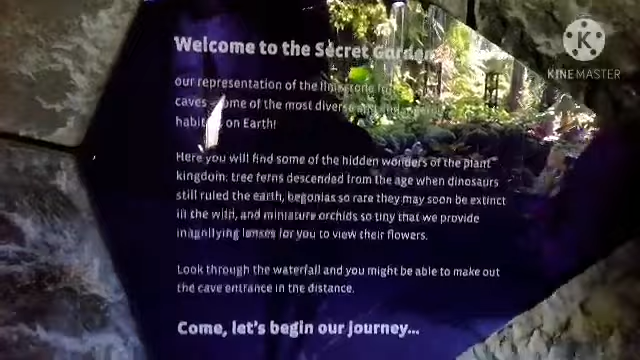 Welcome to the Secret Garden
our representation of the limestone
caves - some of the most diverse and endangered
habitats on Earth!
Here you will find some of the hidden wonders of the plant
kingdom: tree ferns descended from the age when dinosaurs
still ruled the earth, begonias so rare they may soon be extinct
in the wild, and miniature orchids so tiny that we provide
magnifying lenses for you to view their flowers.
Look through the waterfall and you might be able to make out
the cave entrance in the distance.
Come, let's begin our journey...
KINEMASTER